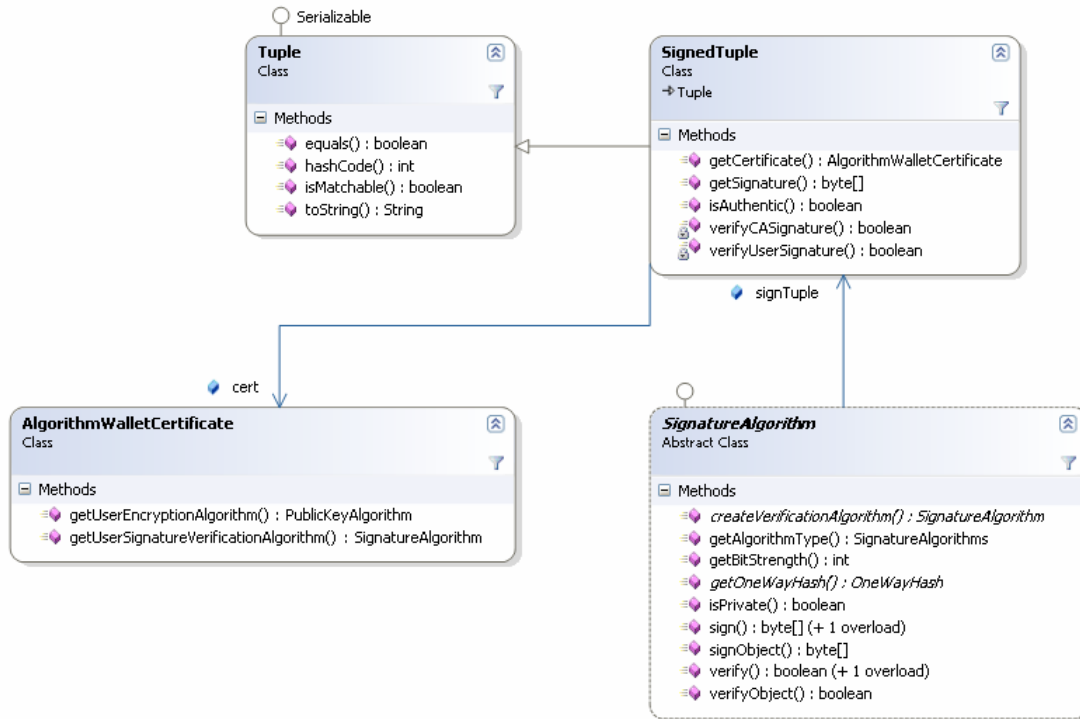 Serializable
Tuple
Class
Methods
equals() : boolean
hashCode() : int
isMatchable() : boolean
toString() : String
SignedTuple
Class
Tuple
Methods
getCertificate() : AlgorithmWalletCertificate
getSignature() : byte[]
isAuthentic() : boolean
verifyCASignature() : boolean
verifyUserSignature() : boolean
signTuple
cert
AlgorithmWalletCertificate
Class
Methods
getUserEncryptionAlgorithm() : PublicKeyAlgorithm
getUserSignatureVerificationAlgorithm() : SignatureAlgorithm
SignatureAlgorithm
Abstract Class
Methods
createVerificationAlgorithm() : SignatureAlgorithm
getAlgorithmType() : SignatureAlgorithms
getBitStrength() : int
getOneWayHash() : OneWayHash
isPrivate() : boolean
sign() : byte[] (+ 1 overload)
signObject() : byte[]
verify() : boolean (+ 1 overload)
verifyObject() : boolean